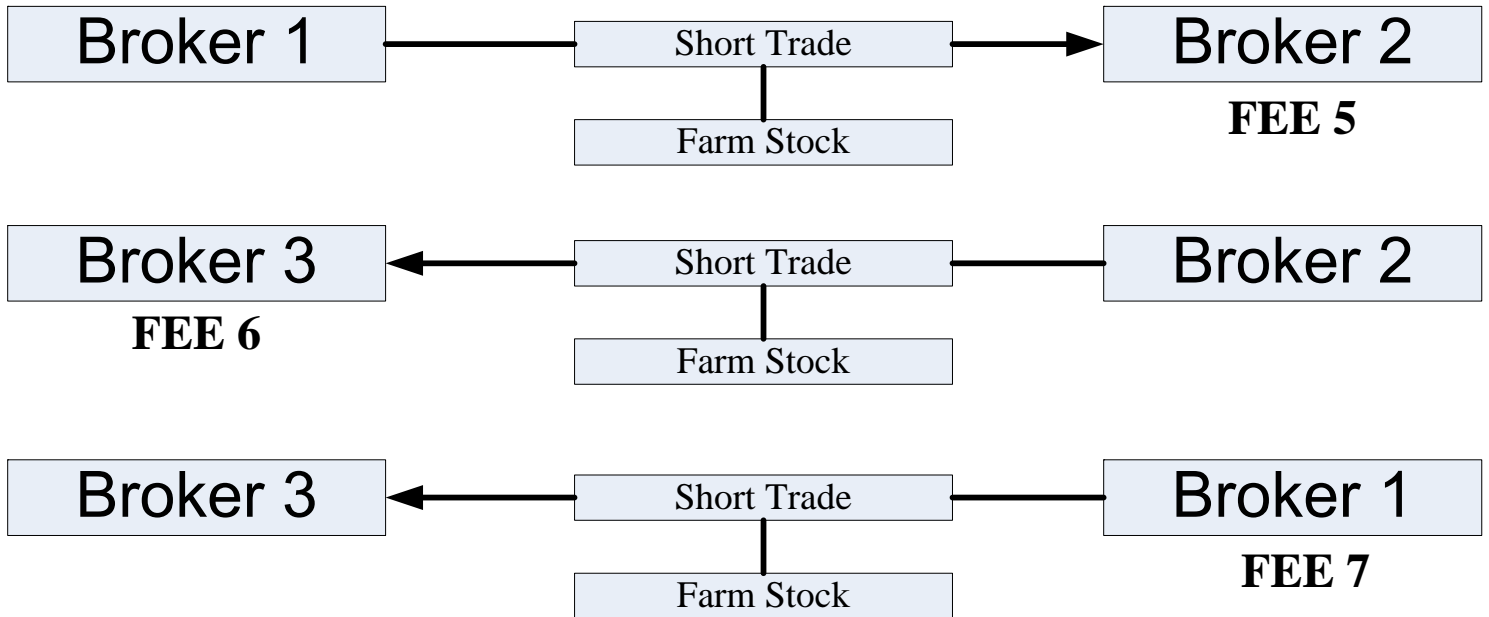 Broker 1
Short Trade
Broker 2
FEE 5
Farm Stock
Broker 3
Short Trade
Broker 2
FEE 6
Farm Stock
Broker 3
Short Trade
Broker 1
FEE 7
Farm Stock